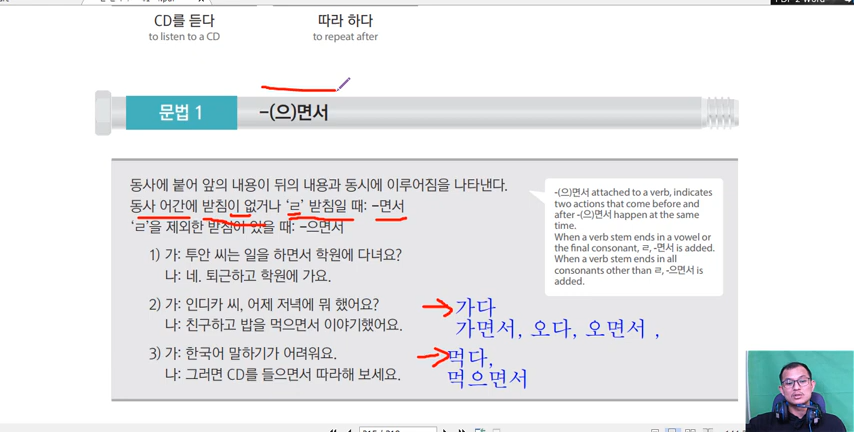 CD를 듣다
to listen to a CD
따라 하다
to repeat after
문법 1
-(으)면서
동사에 붙어 앞의 내용이 뒤의 내용과 동시에 이루어짐을 나타낸다.
동사 어간에 받침이 없거나 ‘ㄹ’ 받침일 때: -면서
‘ㄹ’을 제외한 받침이 있을 때: -으면서
1) 가: 투안 씨는 일을 하면서 학원에 다녀요?
나: 네. 퇴근하고 학원에 가요.
2) 가: 인디카 씨, 어제 저녁에 뭐 했어요?
나: 친구하고 밥을 먹으면서 이야기했어요.
3) 가: 한국어 말하기가 어려워요.
나: 그러면 CD를 들으면서 따라해 보세요.
가다
가면서, 오다, 오면서 ,
먹다,
먹으면서
-(으)면서 attached to a verb, indicates
two actions that come before and
after -(으)면서 happen at the same
time.
When a verb stem ends in a vowel or
the final consonant, ㄹ, -면서 is added.
When a verb stem ends in all
consonants other than ㄹ, -으면서 is
added.